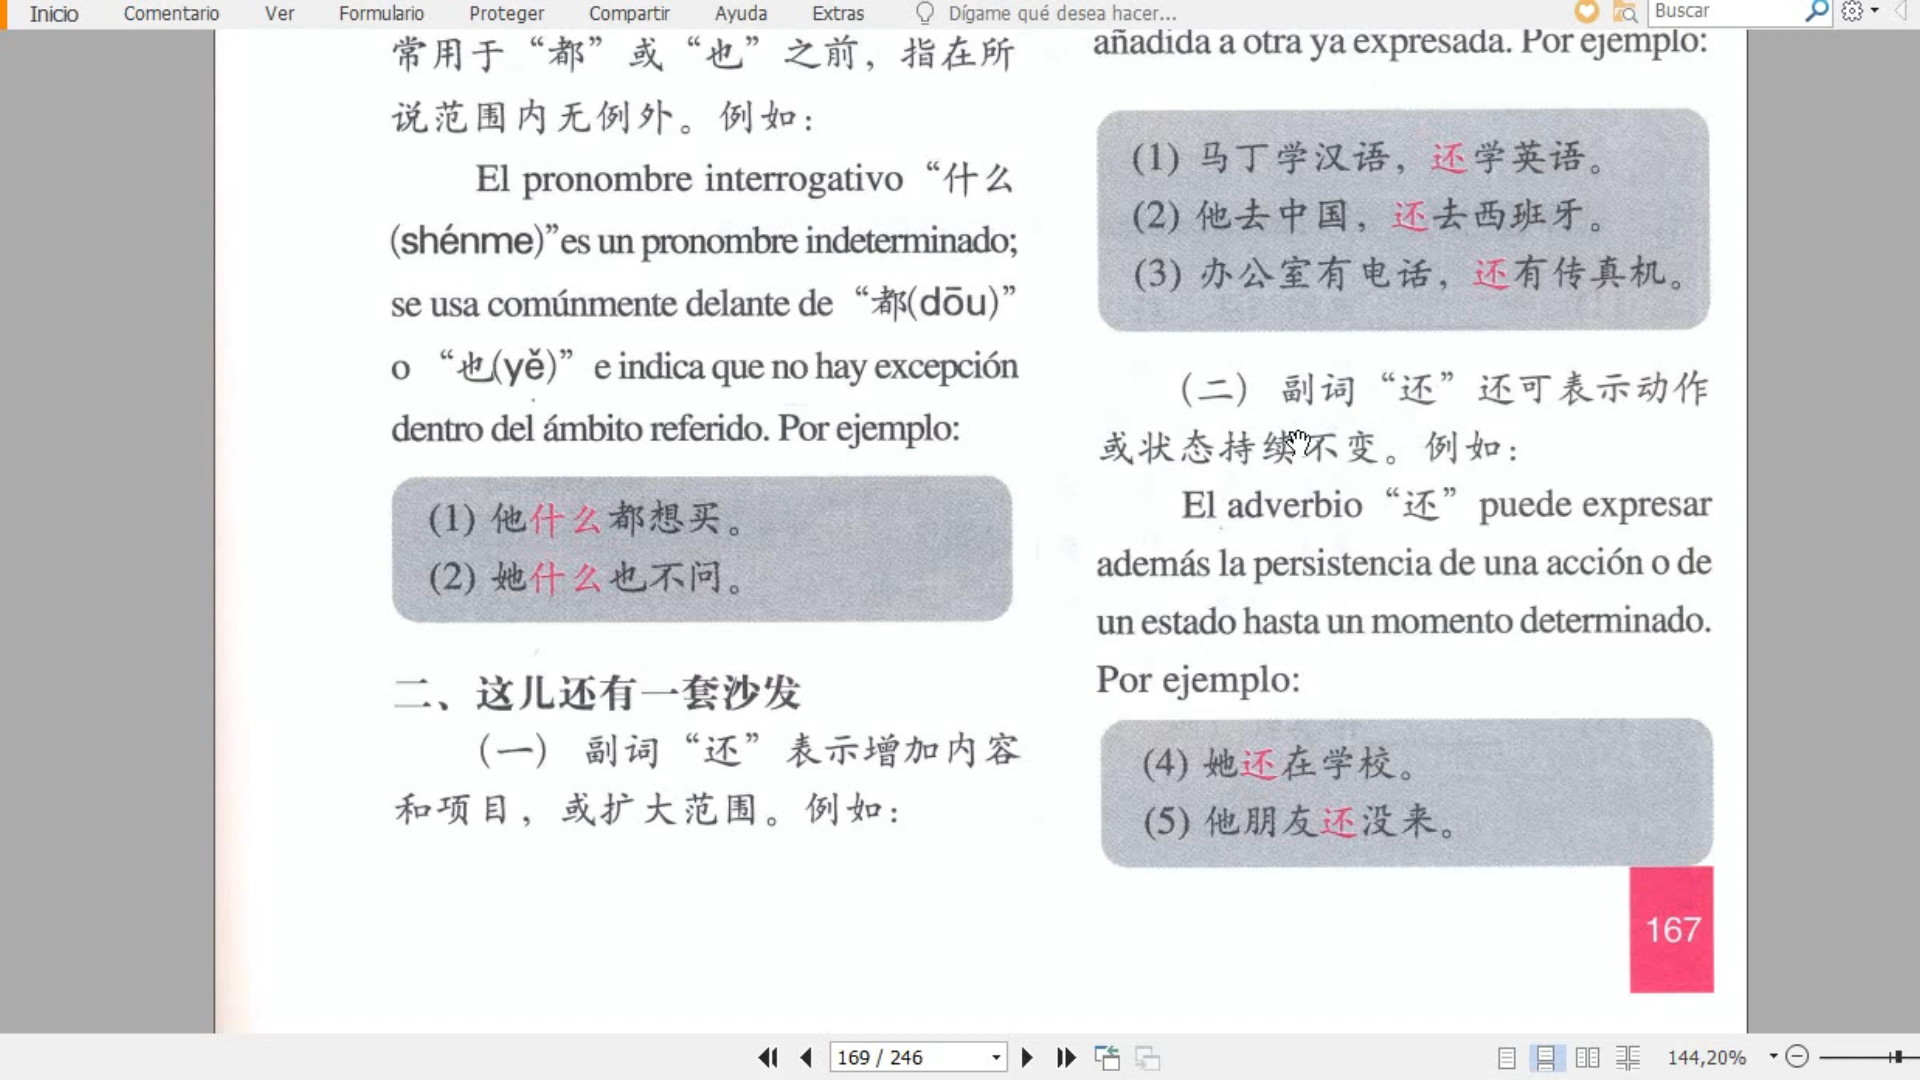 Inicio Comentario Ver Formulario Proteger Compartir Ayuda Extras Dígame qué desea hacer... Buscar
常用于“都”或“也”之前，指在所
说范围内无例外。例如：
El pronombre interrogativo “什么
(shénme)”es un pronombre indeterminado;
se usa comúnmente delante de “都(dōu)”
o “也(yě)” e indica que no hay excepción
dentro del ámbito referido. Por ejemplo:
(1) 他什么都想买。
(2) 她什么也不问。
二、这儿还有一套沙发
（一） 副词“还”表示增加内容
和项目，或扩大范围。例如：
añadida a otra ya expresada. Por ejemplo:
(1) 马丁学汉语，还学英语。
(2) 他去中国，还去西班牙。
(3) 办公室有电话，还有传真机。
（二） 副词“还”还可表示动作
或状态持续不变。例如：
El adverbio “还” puede expresar
además la persistencia de una acción o de
un estado hasta un momento determinado.
Por ejemplo:
(4) 她还在学校。
(5) 他朋友还没来。
167
169 / 246
144,20%